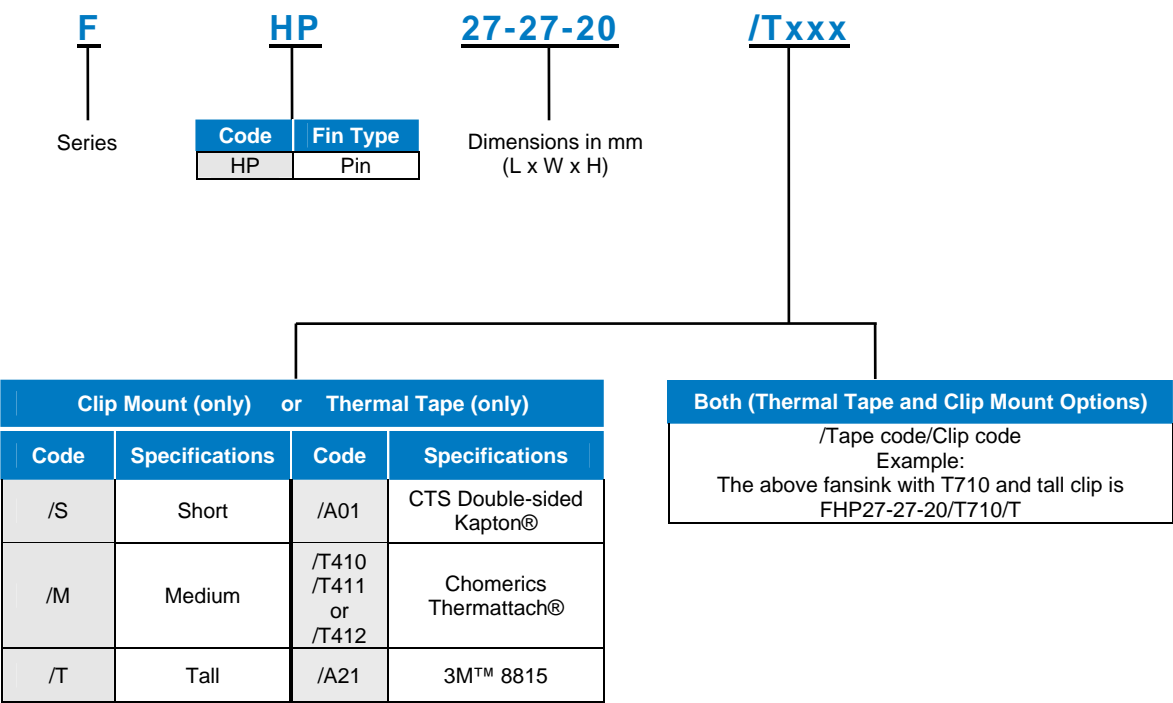 F HP 27-27-20 /Txxx
Series
Code Fin Type
HP Pin
Dimensions in mm
(L x W x H)
Clip Mount (only) or Thermal Tape (only)
Code Specifications Code Specifications
/S Short /A01 CTS Double-sided
Kapton®
/M Medium /T410
/T411
or
/T412
Chomerics
Thermattach®
/T Tall /A21 3M™ 8815
Both (Thermal Tape and Clip Mount Options)
/Tape code/Clip code
Example:
The above fansink with T710 and tall clip is
FHP27-27-20/T710/T